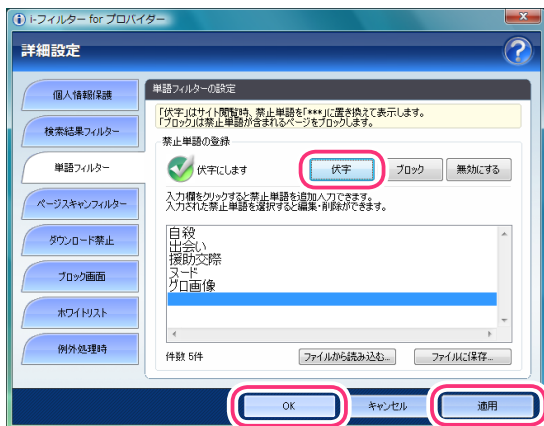 i-フィルター for プロバイダー
詳細設定
?
個人情報保護
検索結果フィルター
単語フィルター
ページスキャンフィルター
ダウンロード禁止
ブロック画面
ホワイトリスト
例外処理時
単語フィルターの設定
「伏字」はサイト閲覧時、禁止単語を「***」に置き換えて表示します。
「ブロック」は禁止単語が含まれるページをブロックします。
禁止単語の登録
伏字にします
伏字
ブロック
無効にする
入力欄をクリックすると禁止単語を追加入力できます。
入力された禁止単語を選択すると編集・削除ができます。
自殺
出会い
援助交際
ヌード
グロ画像
件数 5件
ファイルから読み込む...
ファイルに保存...
OK
キャンセル
適用